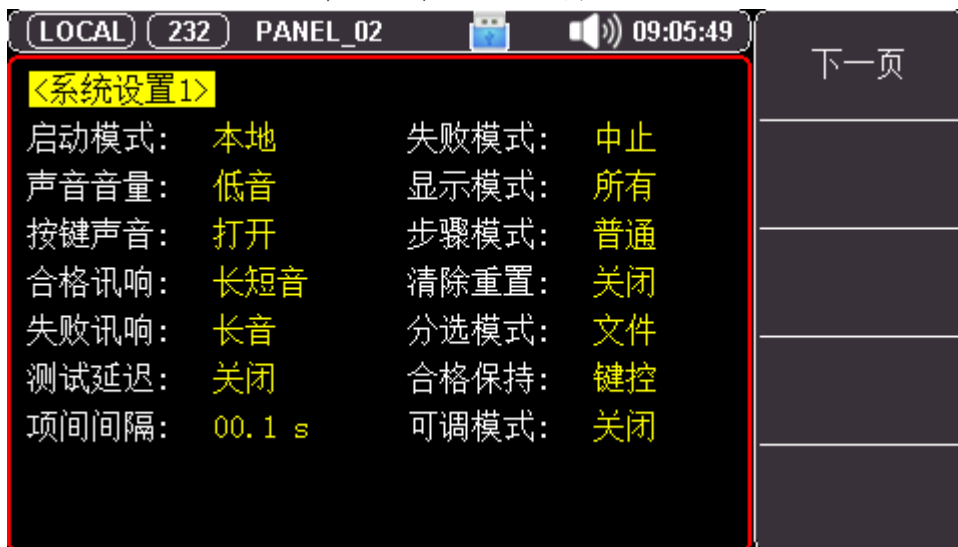 LOCAL 232 PANEL_02 09:05:49
下一页
<系统设置1>
启动模式: 本地 失败模式: 中止
声音音量: 低音 显示模式: 所有
按键声音: 打开 步骤模式: 普通
合格讯响: 长短音 清除重置: 关闭
失败讯响: 长音 分选模式: 文件
测试延迟: 关闭 合格保持: 键控
项间间隔: 00.1 s 可调模式: 关闭